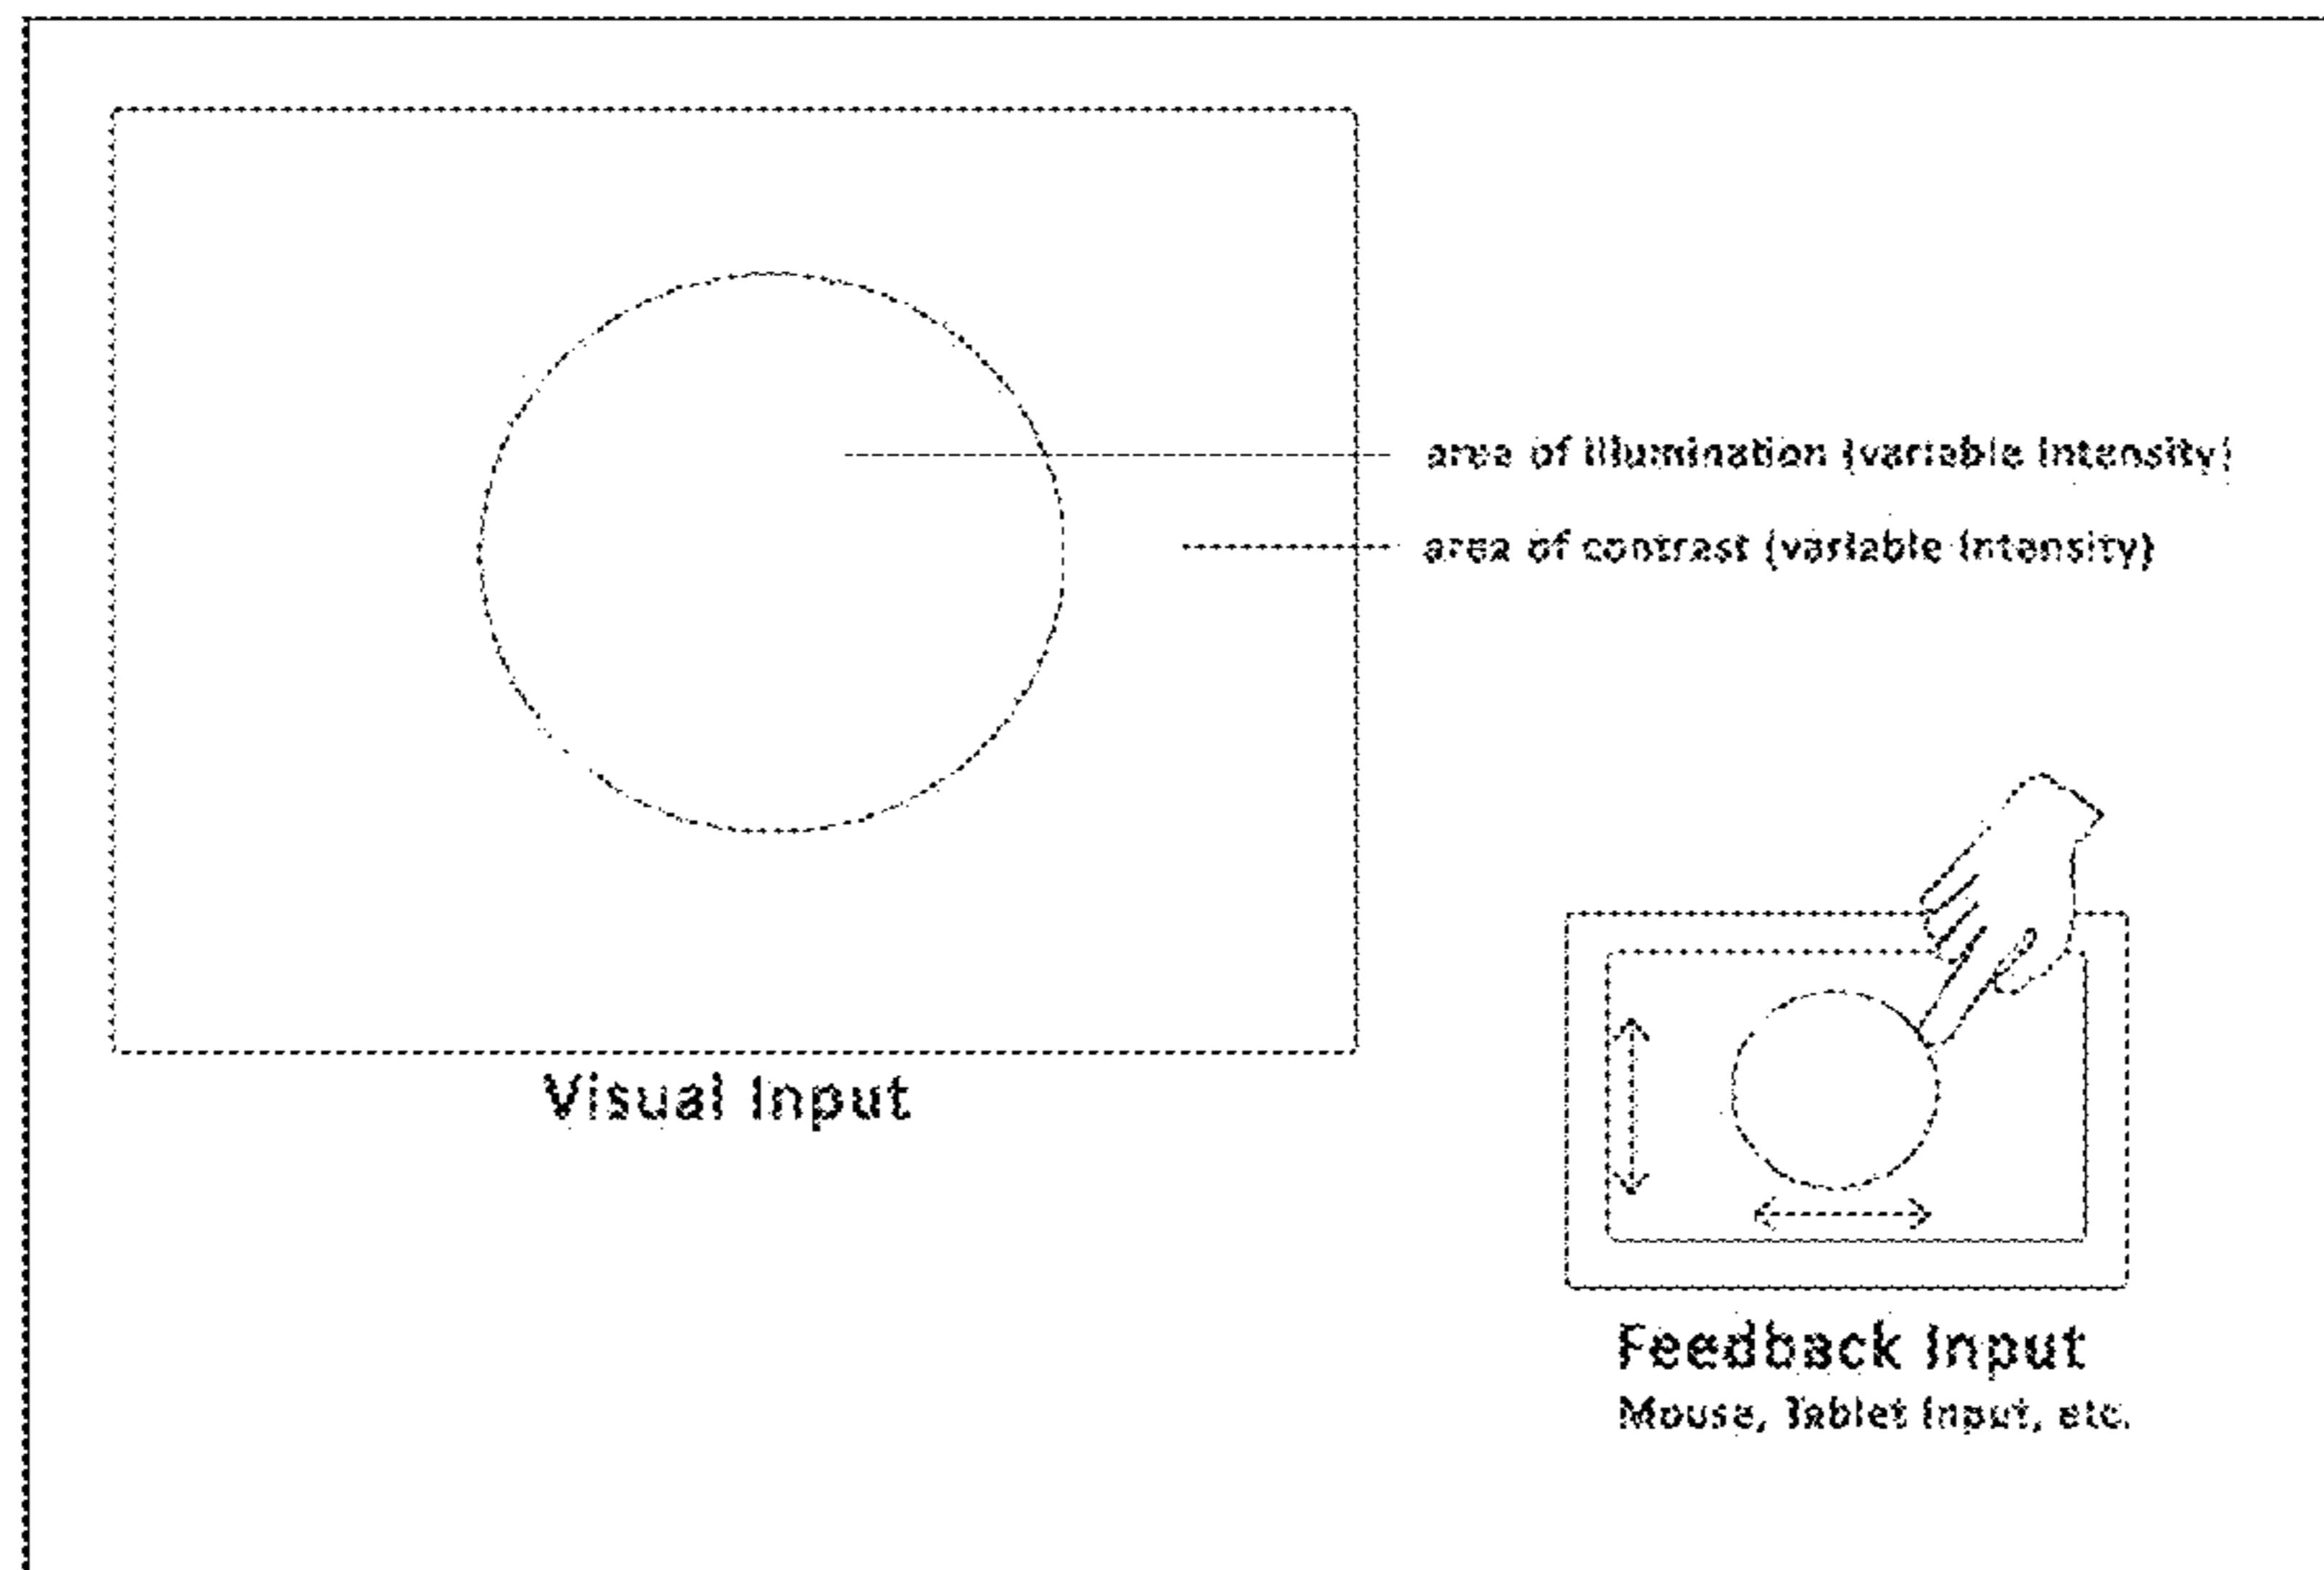 area of illumination (variable intensity)
area of contrast (variable intensity)
Visual Input
Feedback Input
Mouse, Tablet Input, etc.